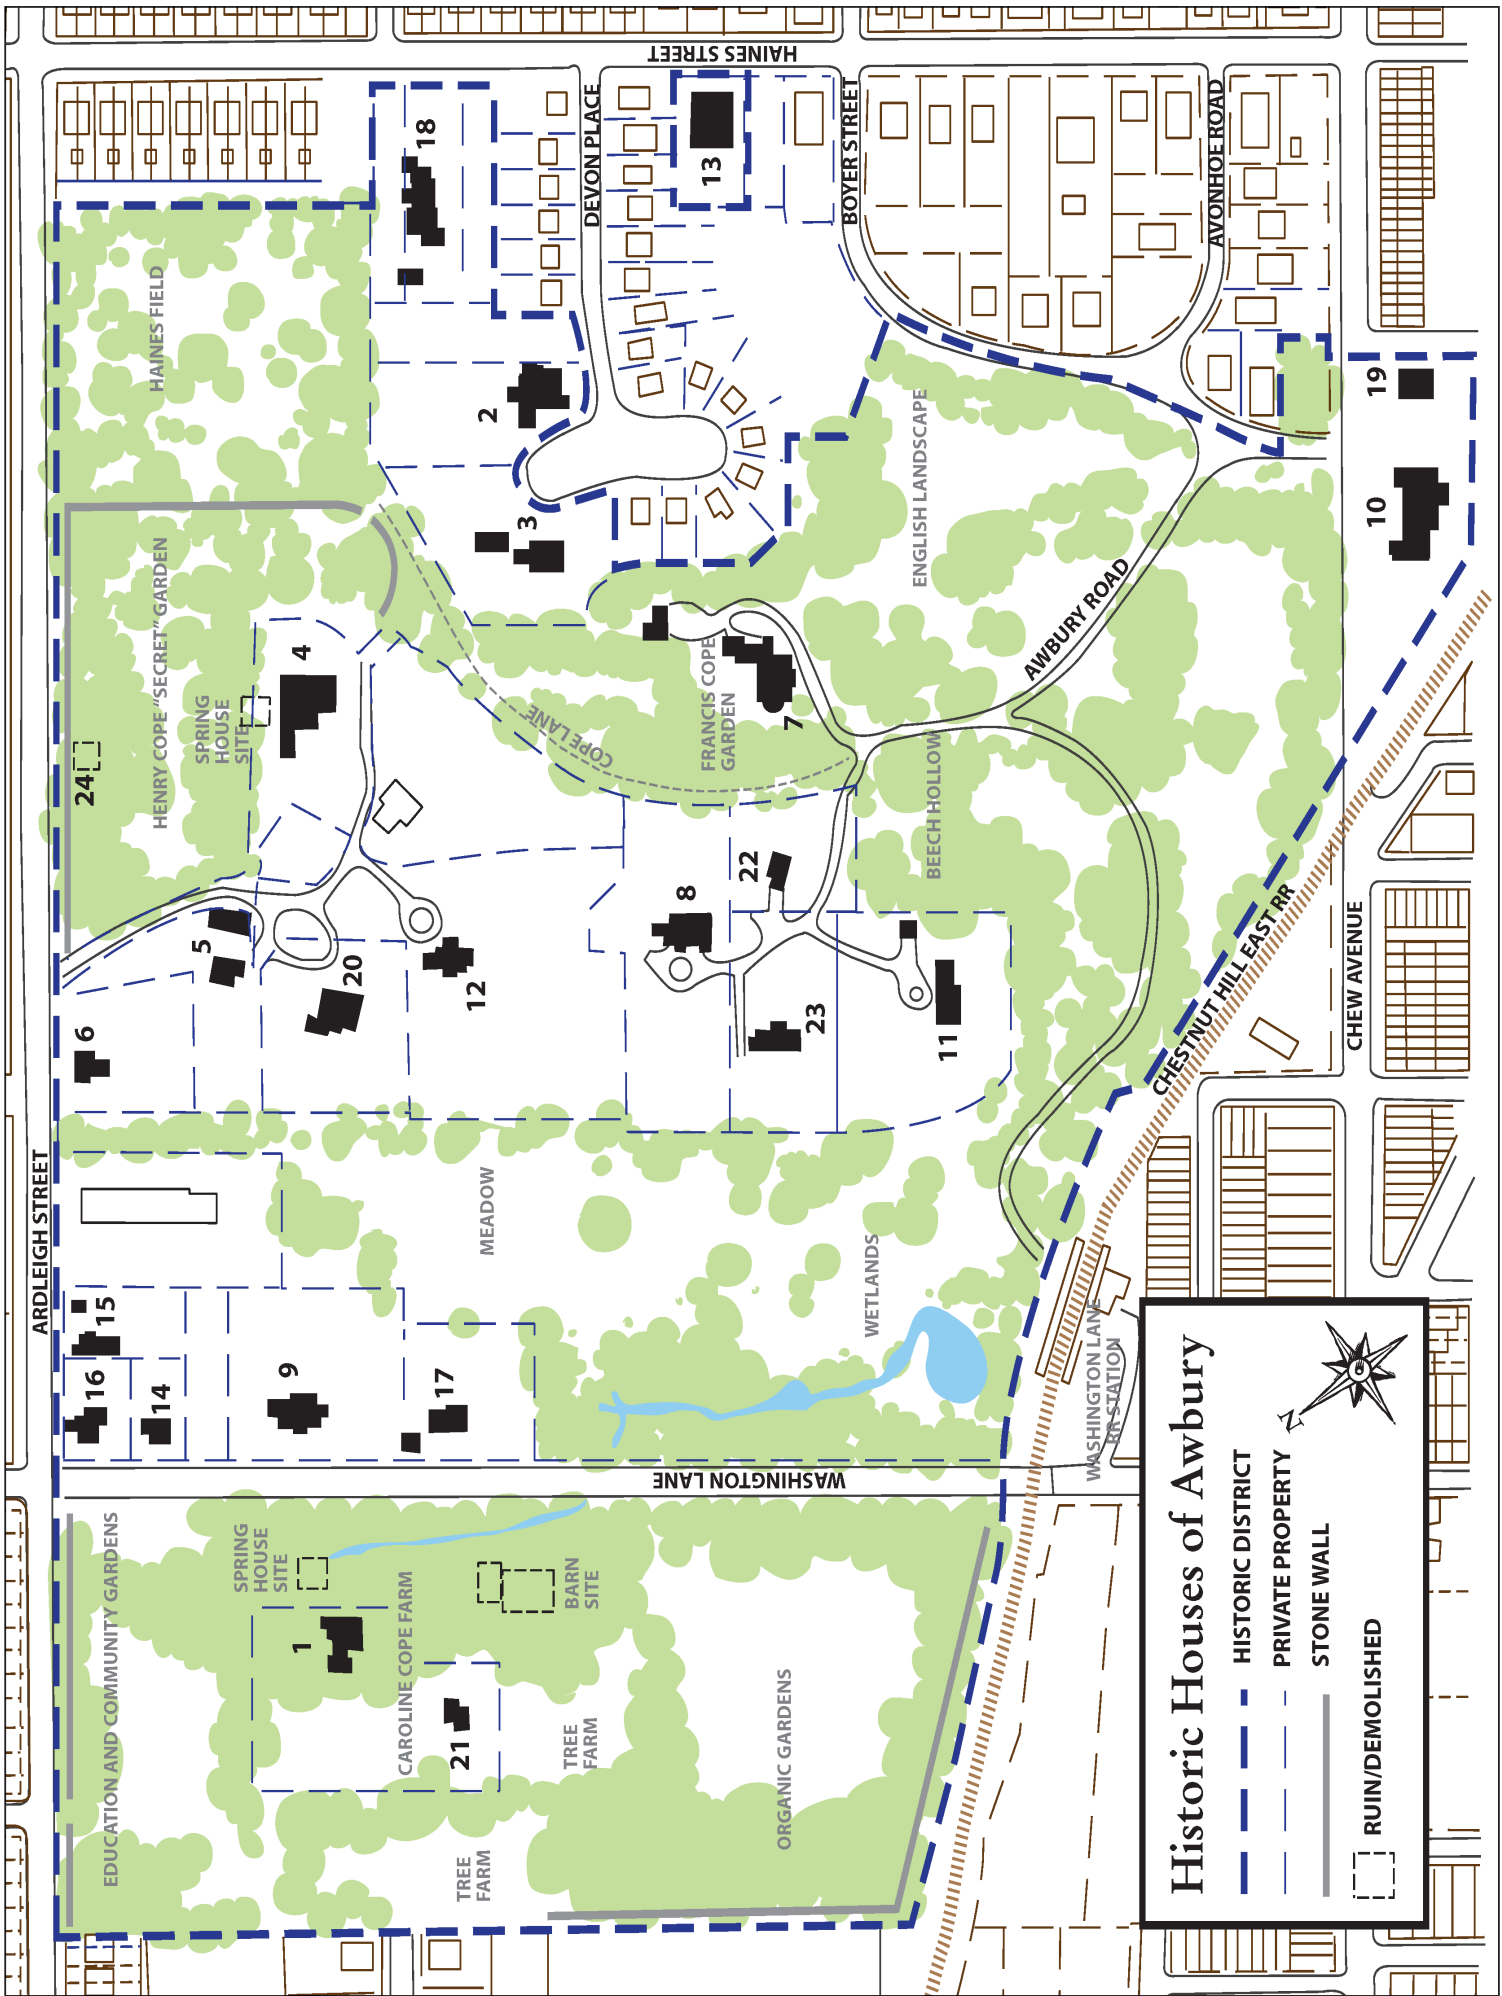 HAINES STREET
DEVON PLACE
BOYER STREET
AVONHOE ROAD
18
13
HAINES FIELD
2
3
19
10
ENGLISH LANDSCAPE
AWBURY ROAD
HENRY COPE "SECRET" GARDEN
SPRING
HOUSE
SITE
4
24
COPE LANE
FRANCIS COPE
GARDEN
7
BEECH HOLLOW
22
8
5
20
12
6
23
11
CHESTNUT HILL EAST RR
CHEW AVENUE
ARDLEIGH STREET
MEADOW
WETLANDS
15
16
14
9
17
WASHINGTON LANE
RR STATION
WASHINGTON LANE
EDUCATION AND COMMUNITY GARDENS
SPRING
HOUSE
SITE
BARN
SITE
1
CAROLINE COPE FARM
21
TREE
FARM
TREE
FARM
ORGANIC GARDENS
Historic Houses of Awbury
N
HISTORIC DISTRICT
PRIVATE PROPERTY
STONE WALL
RUIN/DEMOLISHED